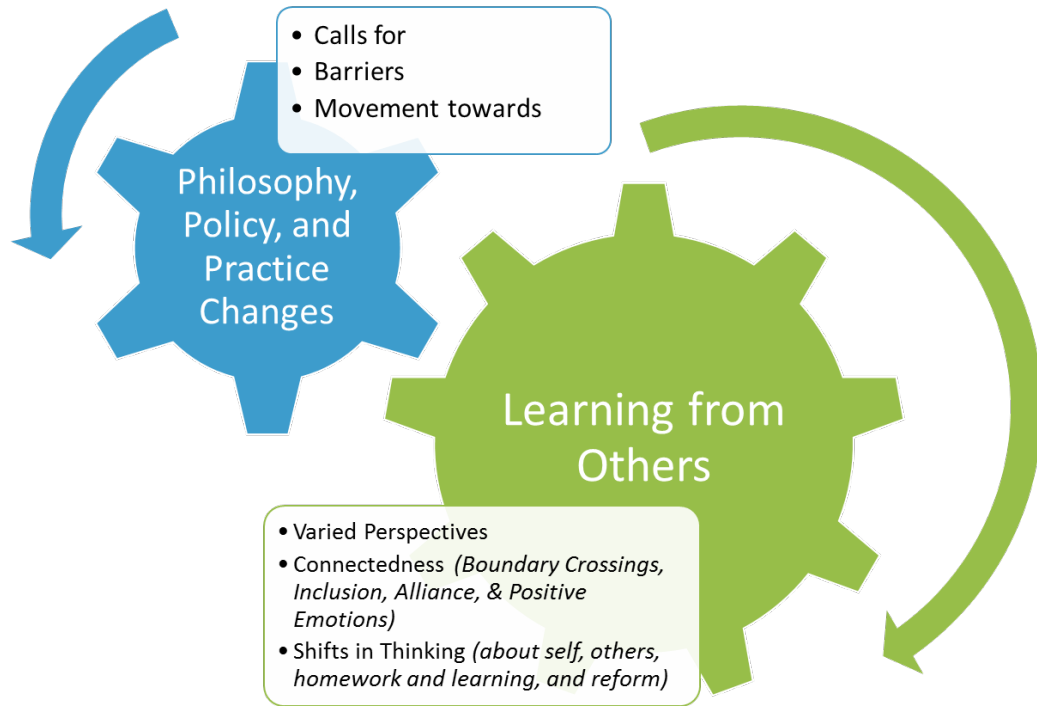 • Calls for
• Barriers
• Movement towards
Philosophy,
Policy, and
Practice
Changes
Learning from
Others
• Varied Perspectives
• Connectedness (Boundary Crossings,
Inclusion, Alliance, & Positive
Emotions)
• Shifts in Thinking (about self, others,
homework and learning, and reform)